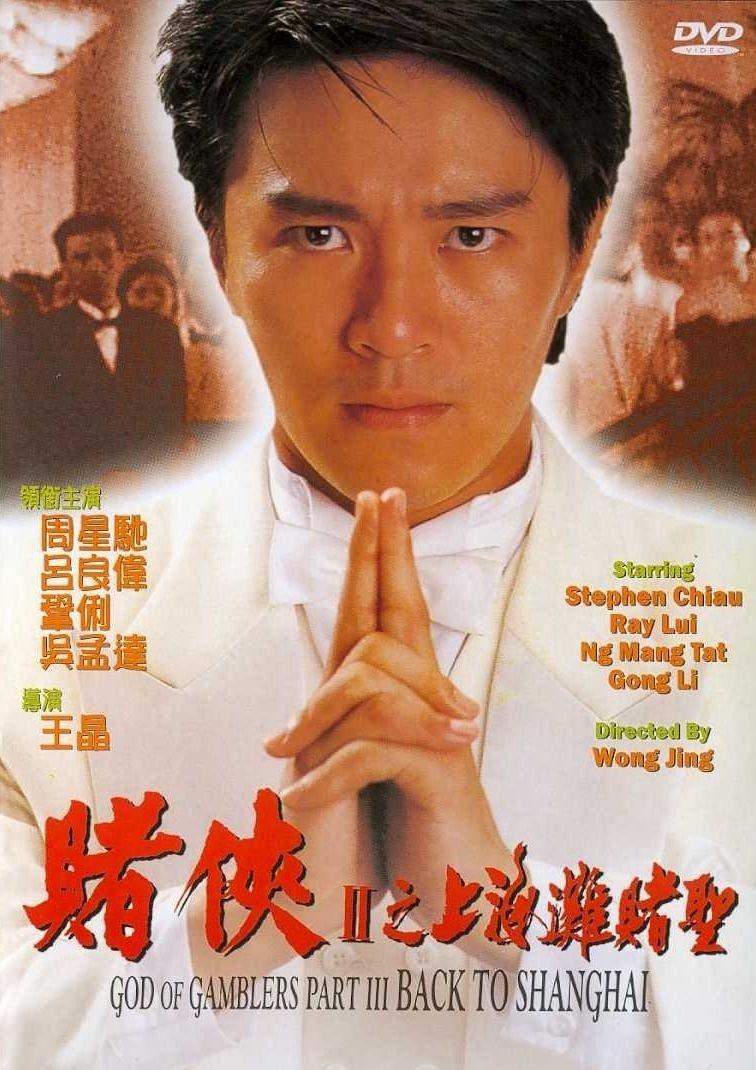 DVD
VIDEO
領銜主演
周星馳
呂良偉
鞏俐
吳孟達
導演
王晶
Starring
Stephen Chiau
Ray Lui
Ng Mang Tat
Gong Li
Directed By
Wong Jing
賭俠II之上海灘賭聖
GOD OF GAMBLERS PART III BACK TO SHANGHAI